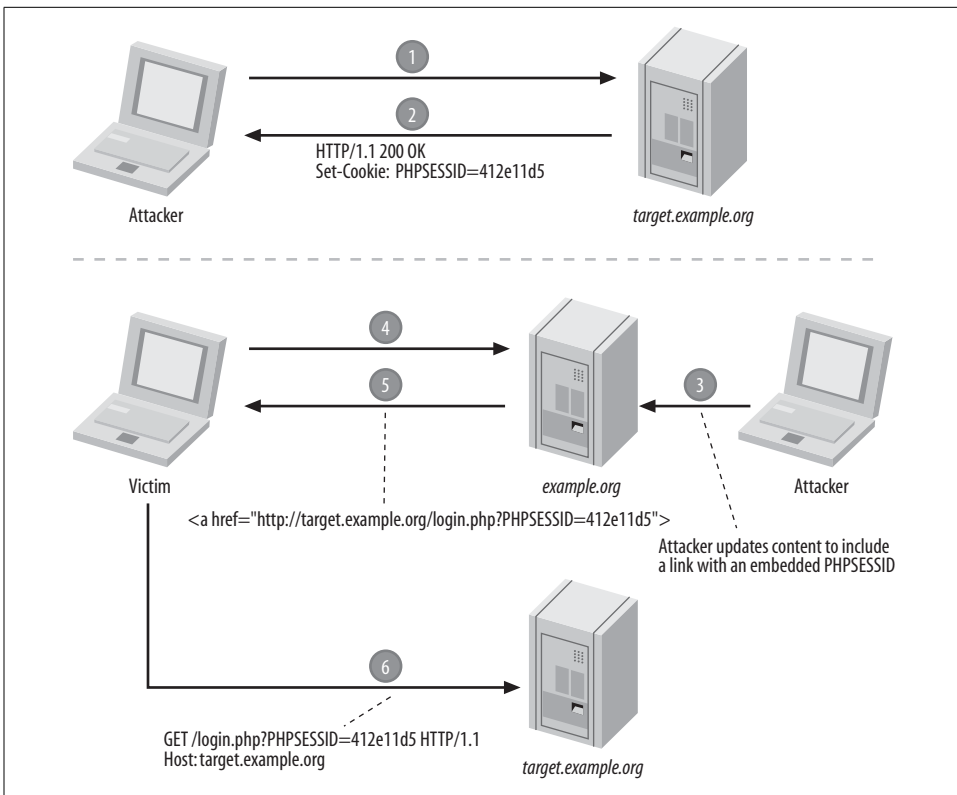 1
2
HTTP/1.1 200 OK
Set-Cookie: PHPSESSID=412e11d5
Attacker
target.example.org
4
5
3
Victim
example.org
Attacker
<a href="http://target.example.org/login.php?PHPSESSID=412e11d5">
Attacker updates content to include
a link with an embedded PHPSESSID
6
GET /login.php?PHPSESSID=412e11d5 HTTP/1.1
Host: target.example.org
target.example.org